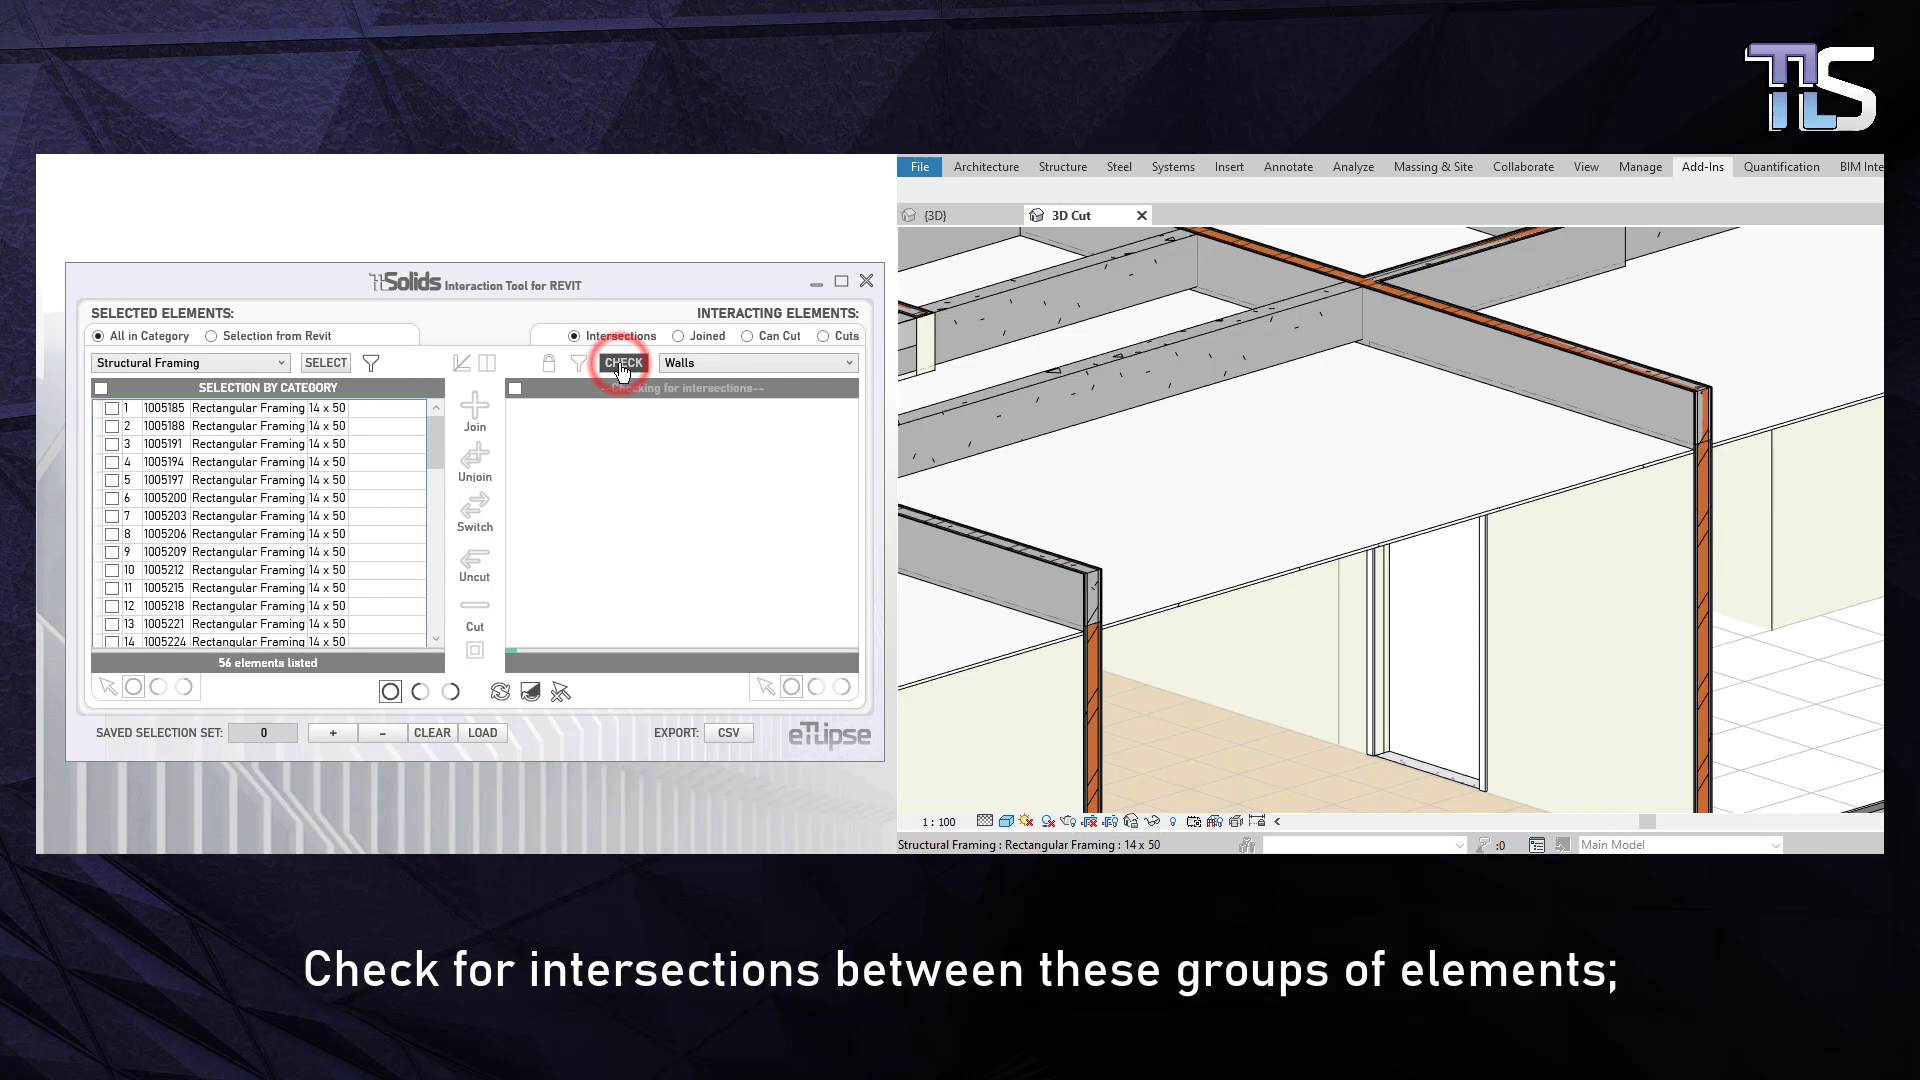 TTLS
File Architecture Structure Steel Systems Insert Annotate Analyze Massing & Site Collaborate View Manage Add-Ins Quantification BIM Inte
{3D} 3D Cut
TTSolids Interaction Tool for REVIT
SELECTED ELEMENTS: INTERACTING ELEMENTS:
All in Category Selection from Revit Intersections Joined Can Cut Cuts
Structural Framing SELECT CHECK Walls
SELECTION BY CATEGORY --Checking for intersections--
1 1005185 Rectangular Framing 14 x 50
2 1005188 Rectangular Framing 14 x 50
3 1005191 Rectangular Framing 14 x 50
4 1005194 Rectangular Framing 14 x 50
5 1005197 Rectangular Framing 14 x 50
6 1005200 Rectangular Framing 14 x 50
7 1005203 Rectangular Framing 14 x 50
8 1005206 Rectangular Framing 14 x 50
9 1005209 Rectangular Framing 14 x 50
10 1005212 Rectangular Framing 14 x 50
11 1005215 Rectangular Framing 14 x 50
12 1005218 Rectangular Framing 14 x 50
13 1005221 Rectangular Framing 14 x 50
14 1005224 Rectangular Framing 14 x 50
Join
Unjoin
Switch
Uncut
Cut
56 elements listed
SAVED SELECTION SET: 0 + - CLEAR LOAD EXPORT: CSV eTLipse
1 : 100
Structural Framing : Rectangular Framing : 14 x 50 :0 Main Model
Check for intersections between these groups of elements;